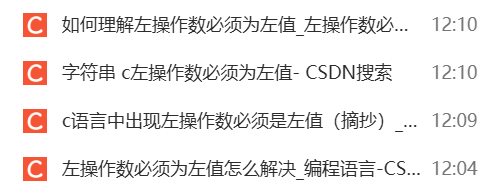 C 如何理解左操作数必须为左值_左操作数必... 12:10
C 字符串 c左操作数必须为左值- CSDN搜索 12:10
C c语言中出现左操作数必须是左值（摘抄）_... 12:09
C 左操作数必须为左值怎么解决_编程语言-CS... 12:04